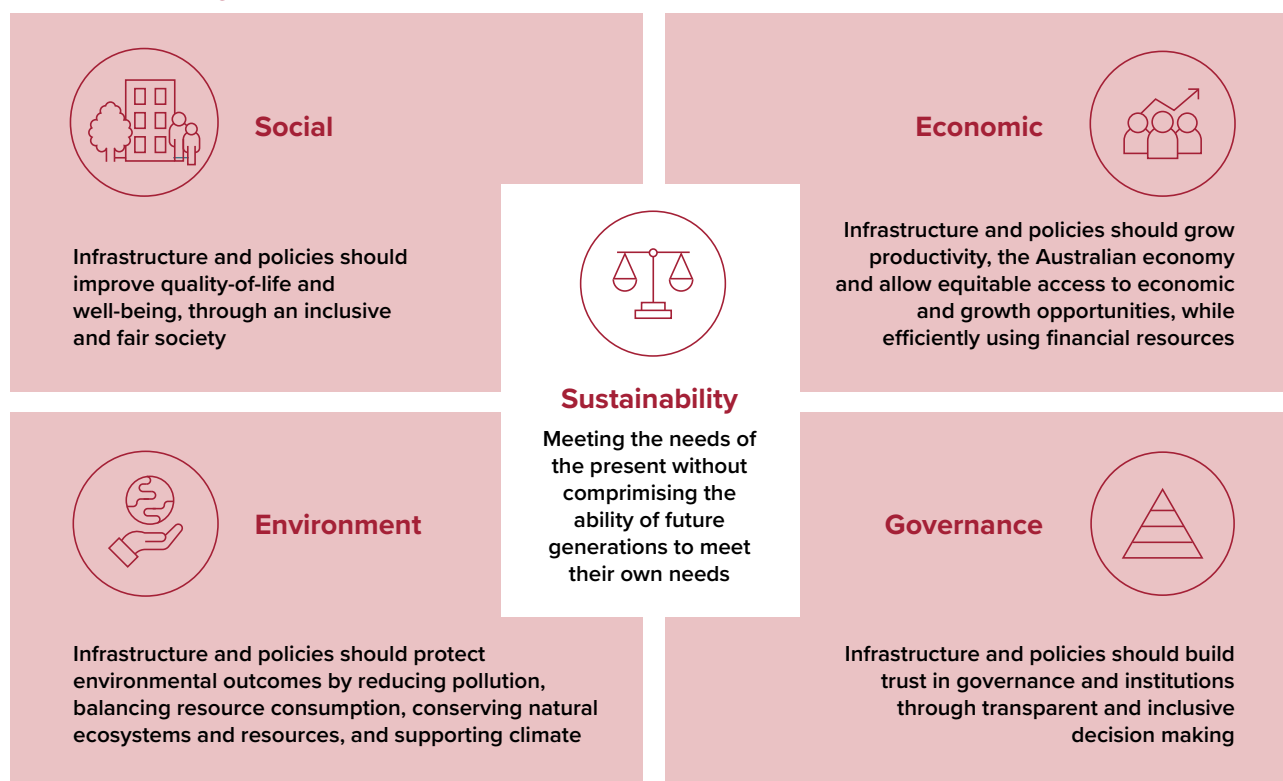 Social
Infrastructure and policies should
improve quality-of-life and
well-being, through an inclusive
and fair society
Economic
Infrastructure and policies should grow
productivity, the Australian economy
and allow equitable access to economic
and growth opportunities, while
efficiently using financial resources
Sustainability
Meeting the needs of
the present without
comprimising the
ability of future
generations to meet
their own needs
Environment
Infrastructure and policies should protect
environmental outcomes by reducing pollution,
balancing resource consumption, conserving natural
ecosystems and resources, and supporting climate
Governance
Infrastructure and policies should build
trust in governance and institutions
through transparent and inclusive
decision making